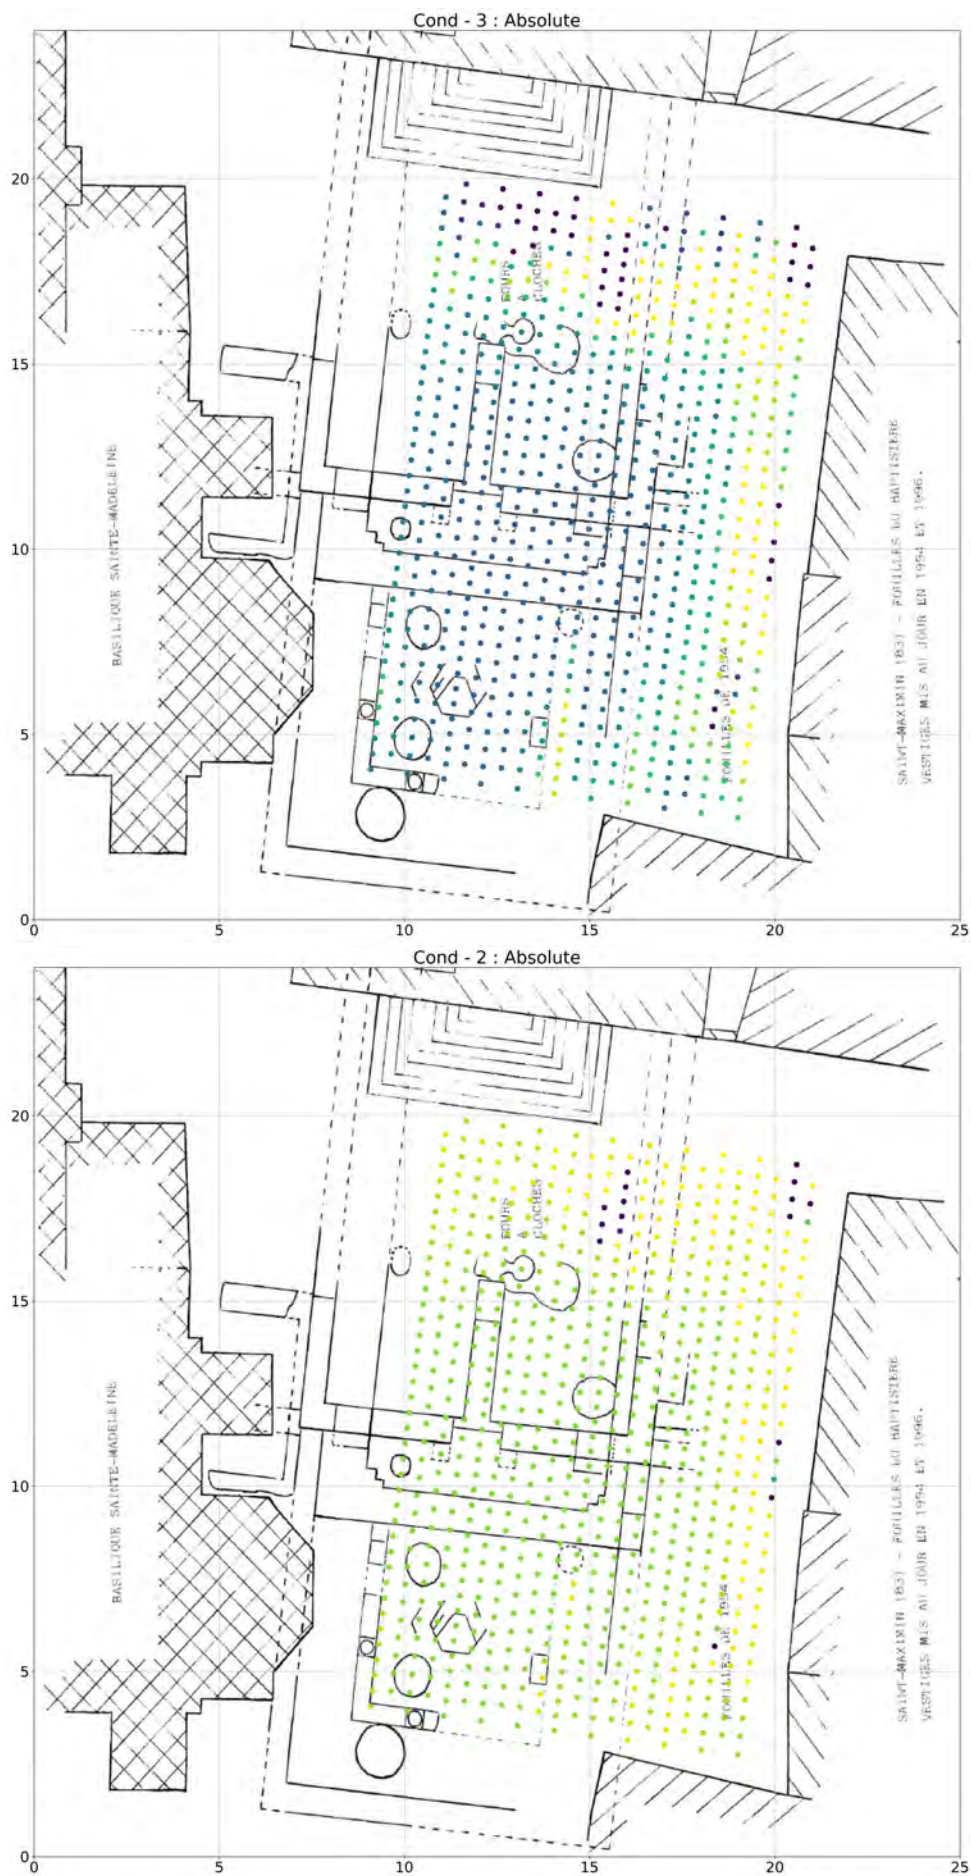 Cond - 3 : Absolute
20
15
10
5
0
0 5 10 15 20 25
BASILIQUE SAINTE-MADELEINE
FOURS
A
CLOCHES
FOUILLES DE 1994
SAINT-MAXIMIN (83) - FOUILLES DU BAPTISTERE
VESTIGES MIS AU JOUR EN 1994 ET 1996.
Cond - 2 : Absolute
20
15
10
5
0
0 5 10 15 20 25
BASILIQUE SAINTE-MADELEINE
FOURS
A
CLOCHES
FOUILLES DE 1994
SAINT-MAXIMIN (83) - FOUILLES DU BAPTISTERE
VESTIGES MIS AU JOUR EN 1994 ET 1996.